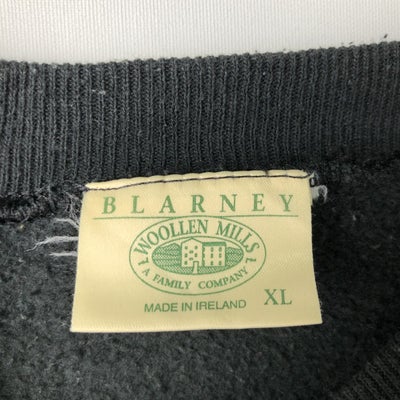 BLARNEY
WOOLLEN MILLS
A FAMILY COMPANY
MADE IN IRELAND XL